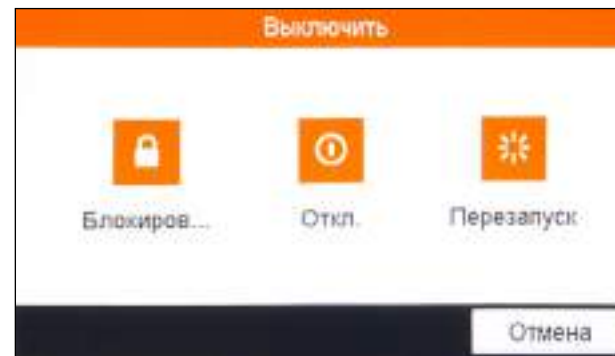 Выключить
Блокиров...
Откл.
Перезапуск
Отмена